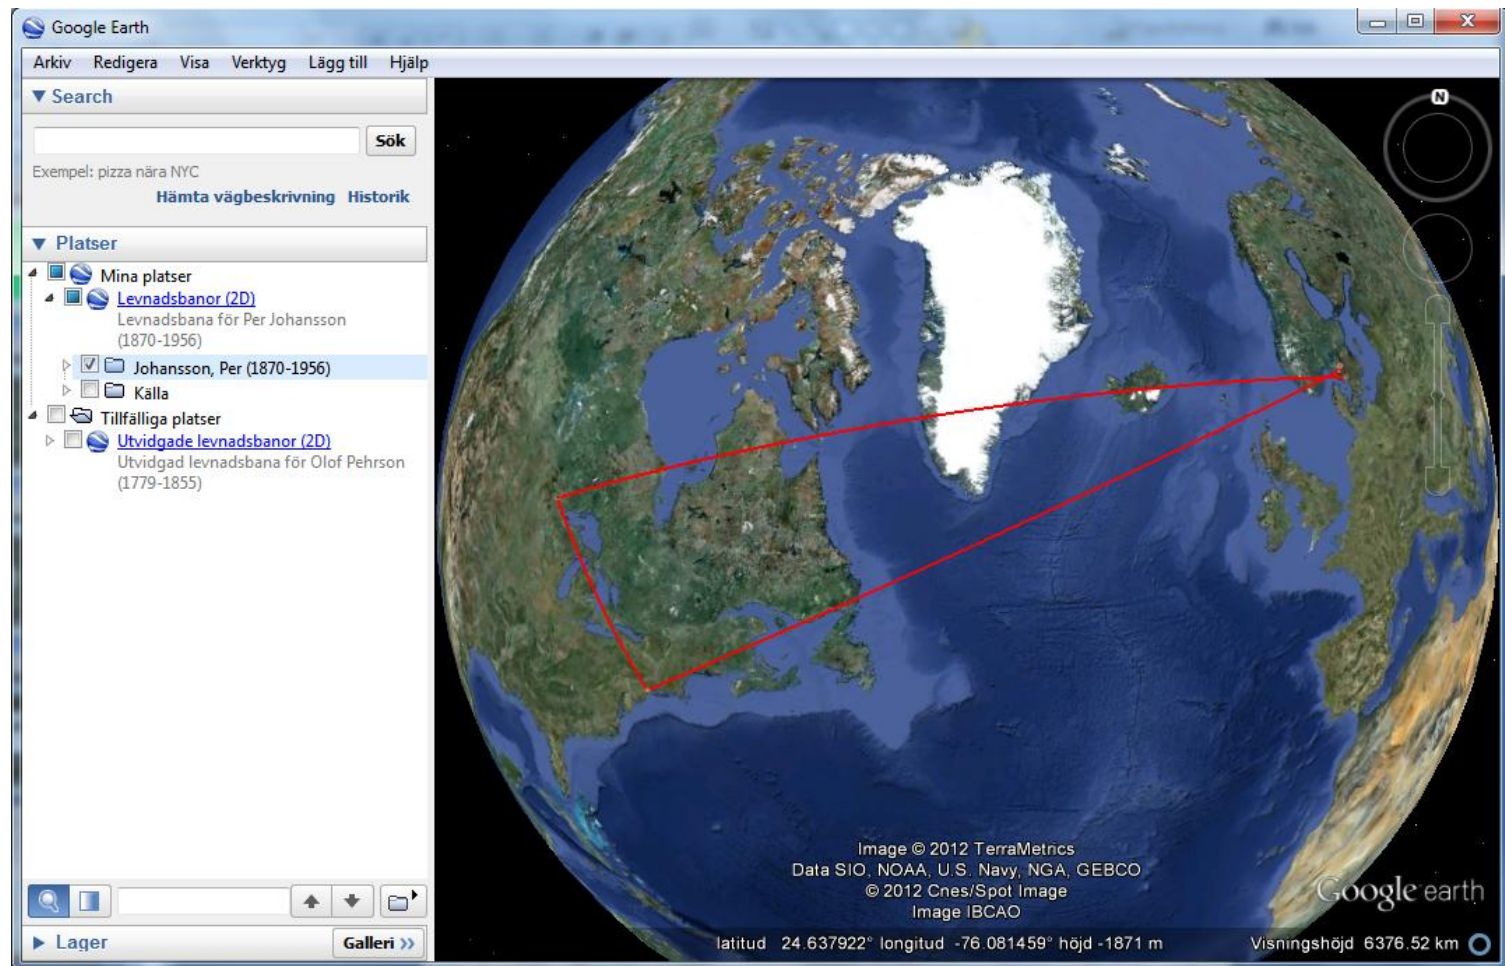 Google Earth
Arkiv Redigera Visa Verktyg Lägg till Hjälp
Search
Sök
Exempel: pizza nära NYC
Hämta vägbeskrivning Historik
Platser
Mina platser
Levnadsbanor (2D)
Levnadsbana för Per Johansson
(1870-1956)
Johansson, Per (1870-1956)
Källa
Tillfälliga platser
Utvidgade levnadsbanor (2D)
Utvidgad levnadsbana för Olof Pehrson
(1779-1855)
Lager
Galleri >>
N
Image © 2012 TerraMetrics
Data SIO, NOAA, U.S. Navy, NGA, GEBCO
© 2012 Cnes/Spot Image
Image IBCAO
Google earth
latitud 24.637922° longitud -76.081459° höjd -1871 m
Visningshöjd 6376.52 km